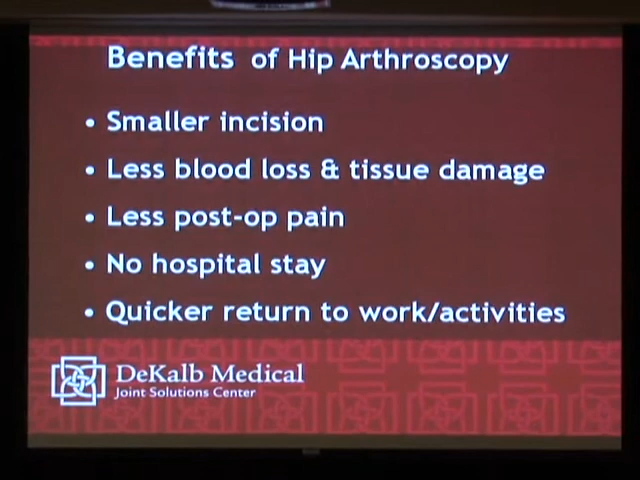 Benefits of Hip Arthroscopy
• Smaller incision
• Less blood loss & tissue damage
• Less post-op pain
• No hospital stay
• Quicker return to work/activities
DeKalb Medical
Joint Solutions Center